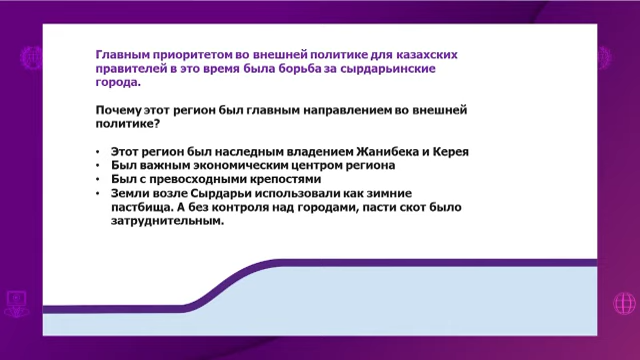 Главным приоритетом во внешней политике для казахских
правителей в это время была борьба за сырдарьинские
города.
Почему этот регион был главным направлением во внешней
политике?
• Этот регион был наследным владением Жанибека и Керея
• Был важным экономическим центром региона
• Был с превосходными крепостями
• Земли возле Сырдарьи использовали как зимние
пастбища. А без контроля над городами, пасти скот было
затруднительным.